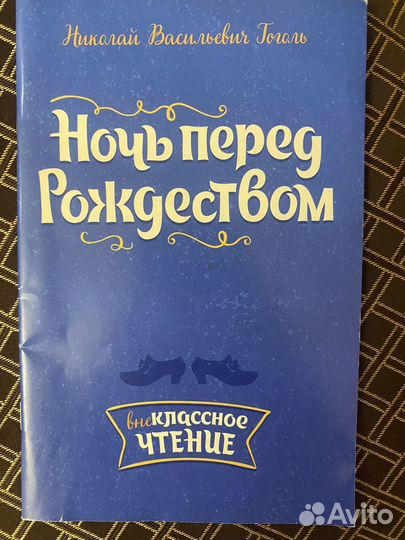 Николай Васильевич Гоголь
Ночь перед
Рождеством
внеКЛАССНОЕ
ЧТЕНИЕ
Avito